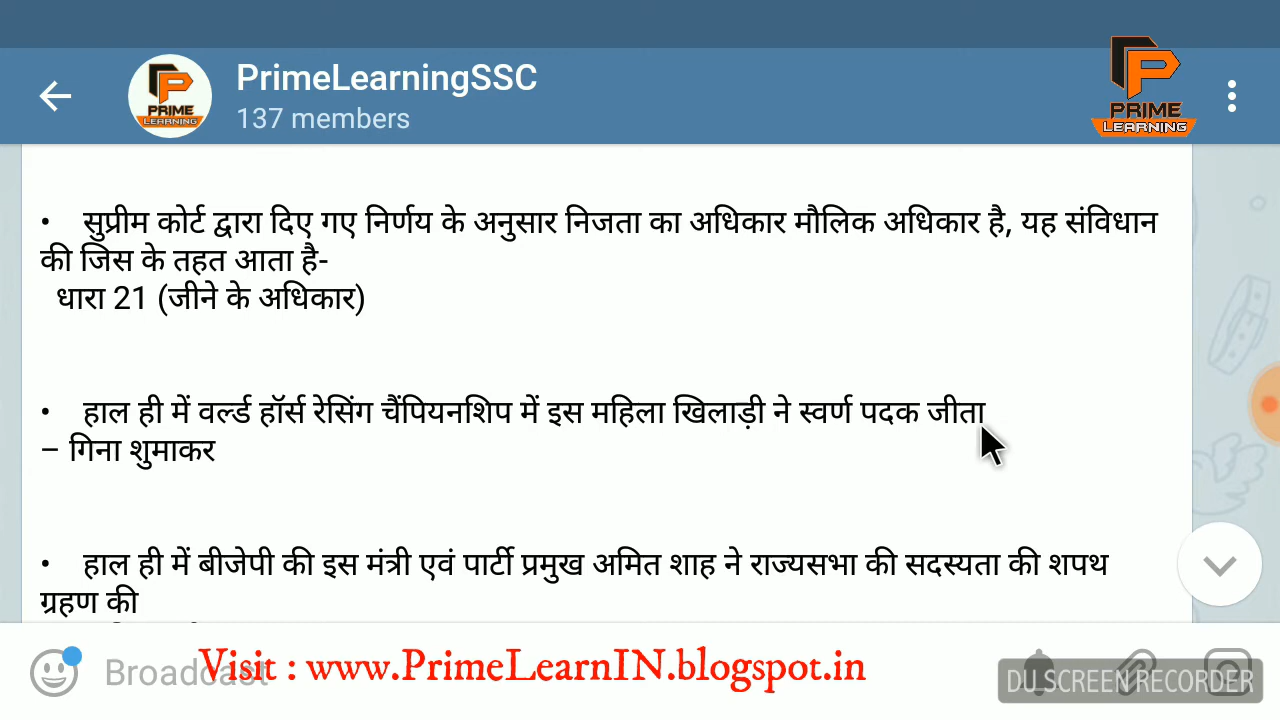 PrimeLearningSSC
137 members
PRIME
LEARNING
PRIME
LEARNING
• सुप्रीम कोर्ट द्वारा दिए गए निर्णय के अनुसार निजता का अधिकार मौलिक अधिकार है, यह संविधान
की जिस के तहत आता है-
धारा 21 (जीने के अधिकार)
• हाल ही में वर्ल्ड हॉर्स रेसिंग चैंपियनशिप में इस महिला खिलाड़ी ने स्वर्ण पदक जीता
– गिना शुमाकर
• हाल ही में बीजेपी की इस मंत्री एवं पार्टी प्रमुख अमित शाह ने राज्यसभा की सदस्यता की शपथ
ग्रहण की
Broadcast
Visit : www.PrimeLearnIN.blogspot.in
DU SCREEN RECORDER